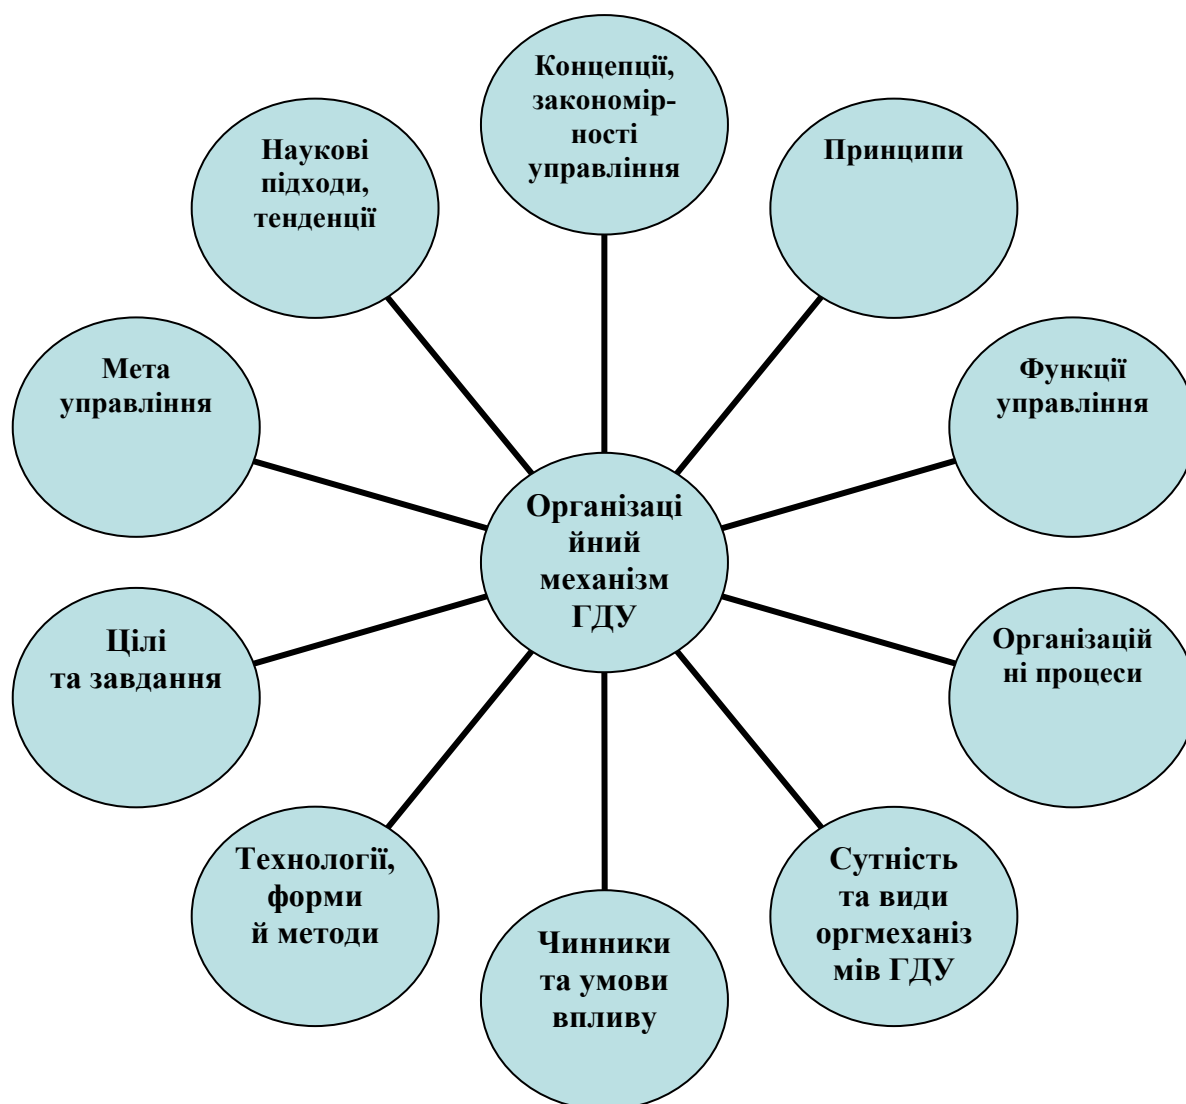 Концепції,
закономір-
ності
управління
Принципи
Функції
управління
Організацій
ні процеси
Сутність
та види
оргмеханіз
мів ГДУ
Чинники
та умови
впливу
Технології,
форми
й методи
Цілі
та завдання
Мета
управління
Наукові
підходи,
тенденції
Організаці
йний
механізм
ГДУ